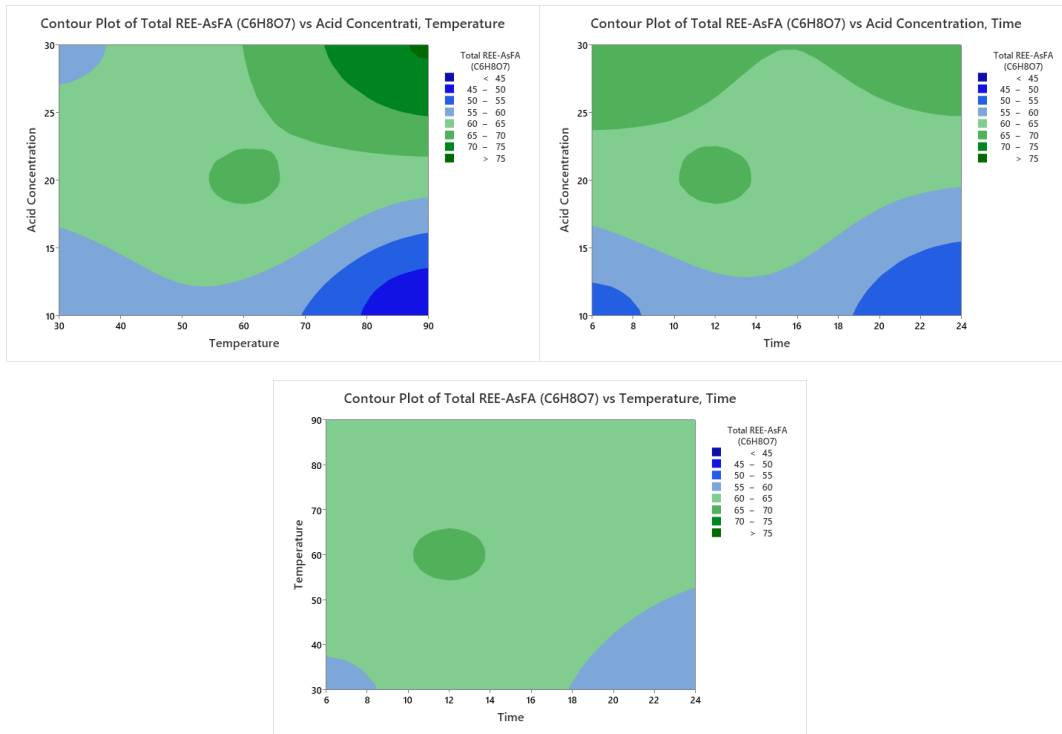 Contour Plot of Total REE-AsFA (C6H8O7) vs Acid Concentrati, Temperature
30
25
20
15
10
Acid Concentration
30 40 50 60 70 80 90
Temperature
Total REE-AsFA
(C6H8O7)
< 45
45 – 50
50 – 55
55 – 60
60 – 65
65 – 70
70 – 75
> 75
Contour Plot of Total REE-AsFA (C6H8O7) vs Acid Concentration, Time
30
25
20
15
10
Acid Concentration
6 8 10 12 14 16 18 20 22 24
Time
Total REE-AsFA
(C6H8O7)
< 45
45 – 50
50 – 55
55 – 60
60 – 65
65 – 70
70 – 75
> 75
Contour Plot of Total REE-AsFA (C6H8O7) vs Temperature, Time
90
80
70
60
50
40
30
Temperature
6 8 10 12 14 16 18 20 22 24
Time
Total REE-AsFA
(C6H8O7)
< 45
45 – 50
50 – 55
55 – 60
60 – 65
65 – 70
70 – 75
> 75